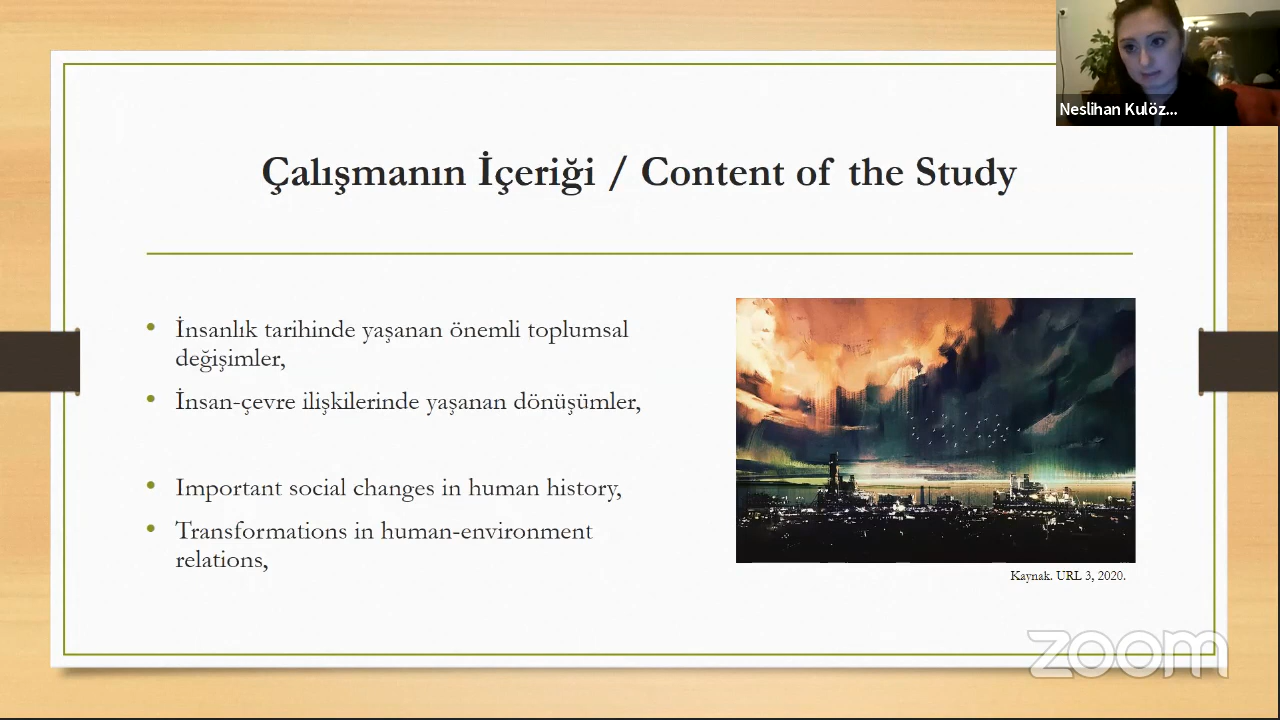 Neslihan Kulöz...
Çalışmanın İçeriği / Content of the Study
• İnsanlık tarihinde yaşanan önemli toplumsal
değişimler,
• İnsan-çevre ilişkilerinde yaşanan dönüşümler,
• Important social changes in human history,
• Transformations in human-environment
relations,
Kaynak. URL 3, 2020.
zoom